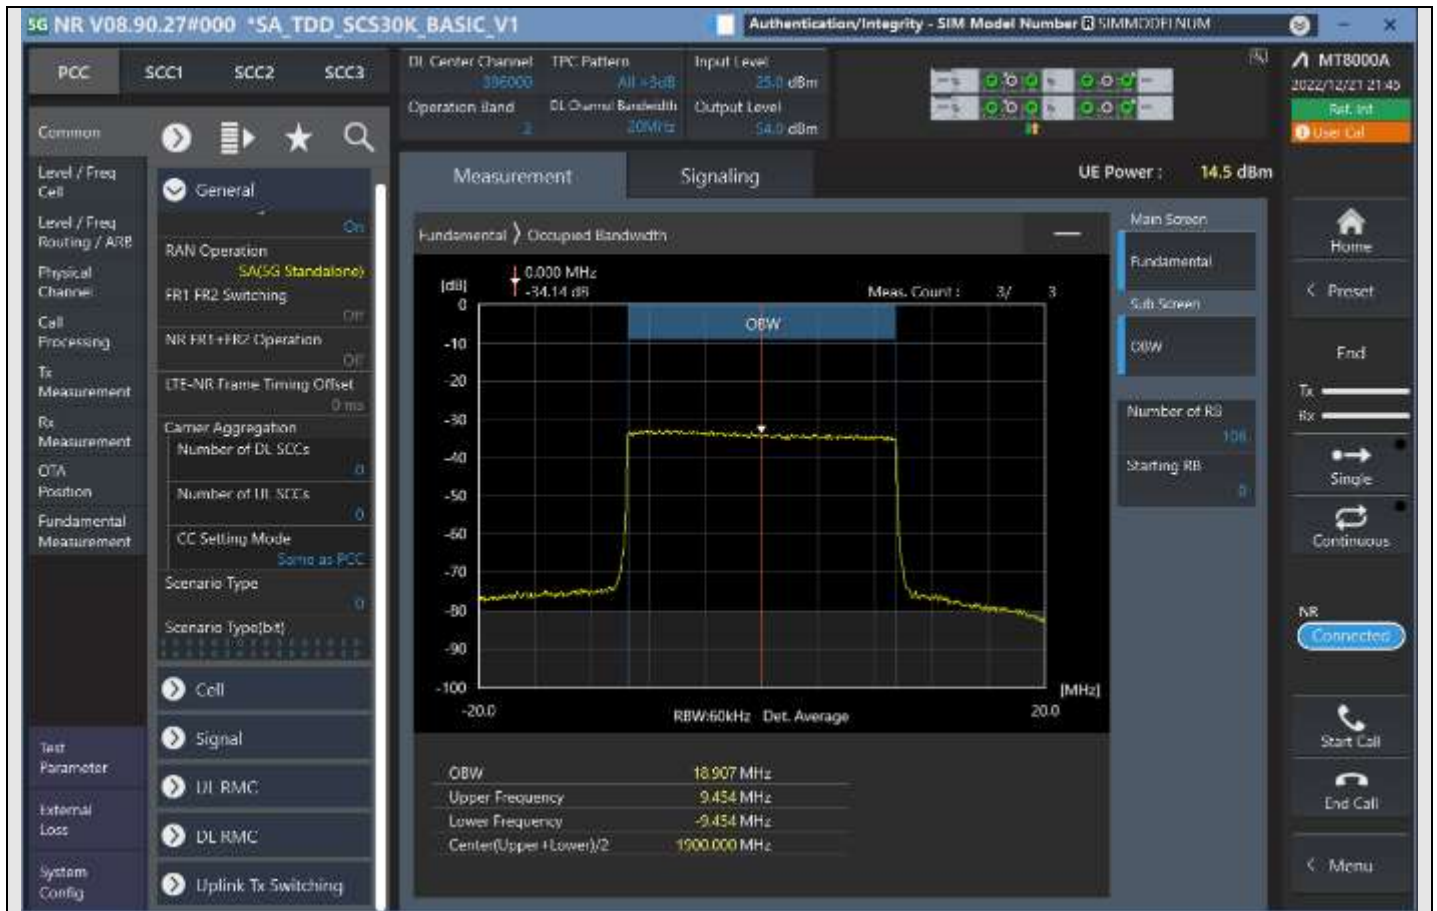 5G NR V08.90.27#000 *SA_TDD_SCS30K_BASIC_V1
Authentication/Integrity - SIM Model Number R SIMMODELNUM
PCC SCC1 SCC2 SCC3
DL Center Channel TPC Pattern Input Level
386000 All +3dB 25.0 dBm
Operation Band DL Channel Bandwidth Output Level
2 20MHz 54.0 dBm
MT8000A
2022/12/21 21:45
Ref. Int
User Cal
Common
Level / Freq
Cell
Level / Freq
Routing / ARB
Physical
Channel
Call
Processing
Tx
Measurement
Rx
Measurement
OTA
Position
Fundamental
Measurement
Test
Parameter
External
Loss
System
Config
General
On
RAN Operation
SA(5G Standalone)
FR1 FR2 Switching
Off
NR FR1+FR2 Operation
Off
LTE-NR Frame Timing Offset
0 ms
Carrier Aggregation
Number of DL SCCs
0
Number of UL SCCs
0
CC Setting Mode
Same as PCC
Scenario Type
0
Scenario Type(bit)
Cell
Signal
UL RMC
DL RMC
Uplink Tx Switching
Measurement Signaling
UE Power : 14.5 dBm
Fundamental Occupied Bandwidth
0.000 MHz
-34.14 dB
[dB]
Meas. Count : 3/ 3
OBW
0
-10
-20
-30
-40
-50
-60
-70
-80
-90
-100
[MHz]
-20.0 20.0
RBW:60kHz Det. Average
OBW 18.907 MHz
Upper Frequency 9.454 MHz
Lower Frequency -9.454 MHz
Center(Upper+Lower)/2 1900.000 MHz
Main Screen
Fundamental
Sub Screen
OBW
Number of RB
106
Starting RB
0
Home
Preset
End
Tx
Rx
Single
Continuous
NR
Connected
Start Call
End Call
Menu